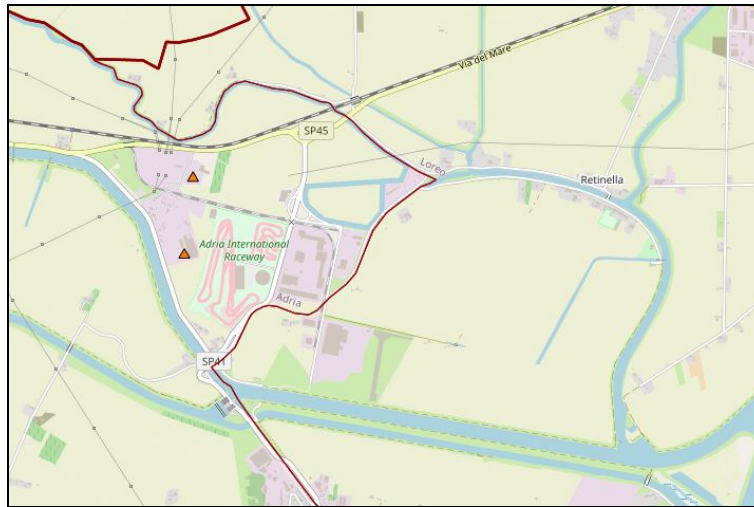 Via del Mare
SP45
Loreo
Retinella
Adria International
Raceway
Adria
SP41